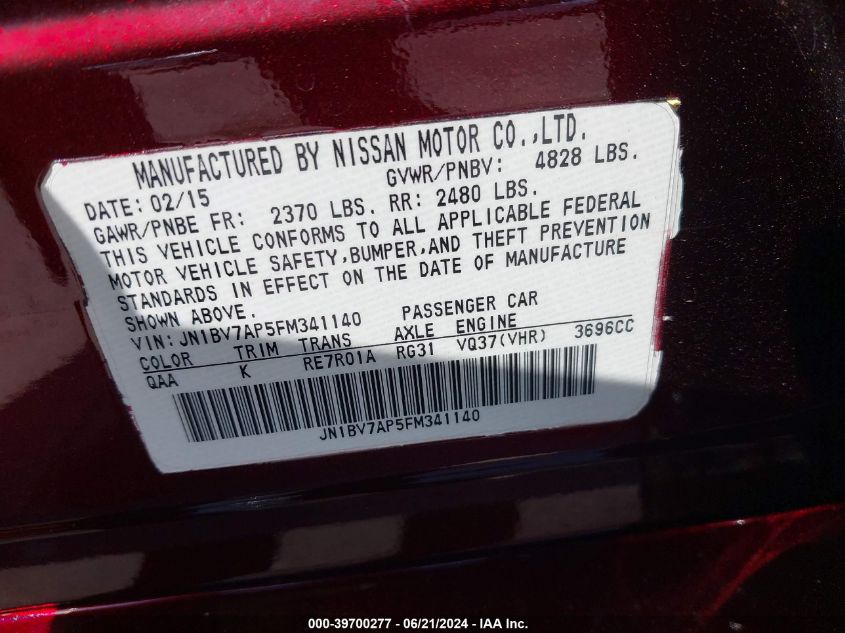 MANUFACTURED BY NISSAN MOTOR CO.,LTD.
DATE: 02/15 GVWR/PNBV: 4828 LBS.
GAWR/PNBE FR: 2370 LBS. RR: 2480 LBS.
THIS VEHICLE CONFORMS TO ALL APPLICABLE FEDERAL
MOTOR VEHICLE SAFETY,BUMPER,AND THEFT PREVENTION
STANDARDS IN EFFECT ON THE DATE OF MANUFACTURE
SHOWN ABOVE.
VIN: JN1BV7AP5FM341140 PASSENGER CAR
COLOR TRIM TRANS AXLE ENGINE
QAA K RE7R01A RG31 VQ37(VHR) 3696CC
JN1BV7AP5FM341140
000-39700277 - 06/21/2024 - IAA Inc.